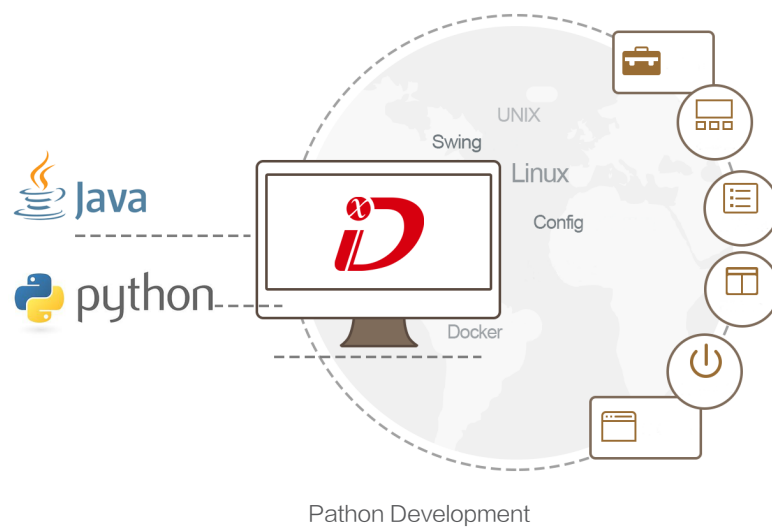 UNIX
Swing
Linux
Java
Config
python
Docker
Pathon Development